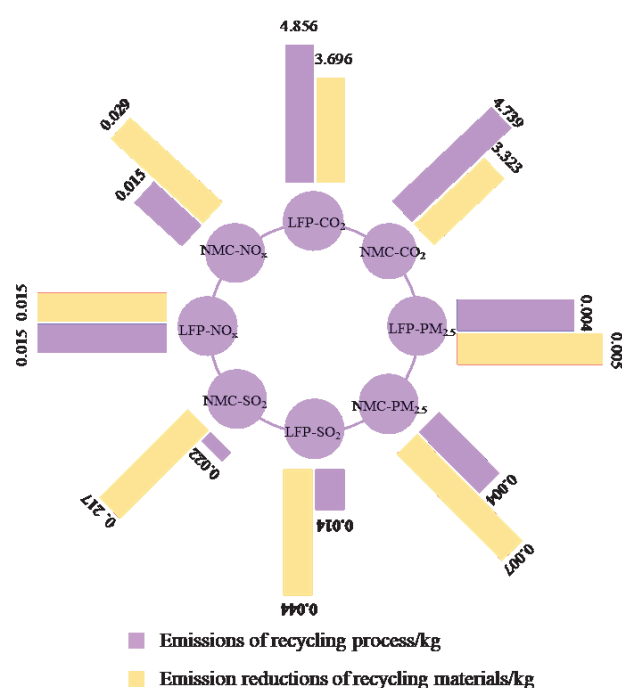 4.856
3.696
0.029
0.015
4.739
3.323
LFP-CO₂
NMC-NOₓ
NMC-CO₂
0.015
0.015
LFP-NOₓ
LFP-PM₂.₅
0.004
0.005
NMC-SO₂
LFP-SO₂
NMC-PM₂.₅
0.022
0.217
0.014
0.044
0.004
0.007
Emissions of recycling process/kg
Emission reductions of recycling materials/kg